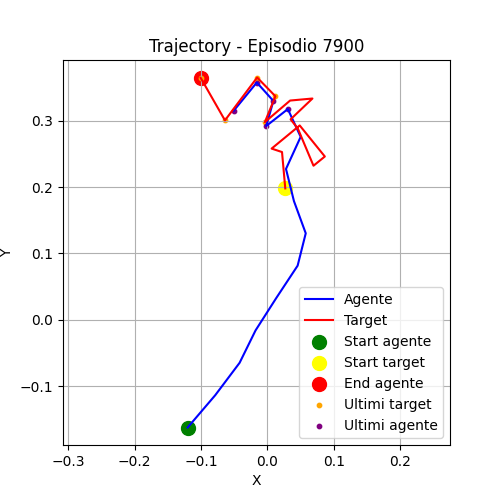 Trajectory - Episodio 7900
Y
0.3
0.2
0.1
0.0
−0.1
−0.3
−0.2
−0.1
0.0
0.1
0.2
X
Agente
Target
Start agente
Start target
End agente
Ultimi target
Ultimi agente